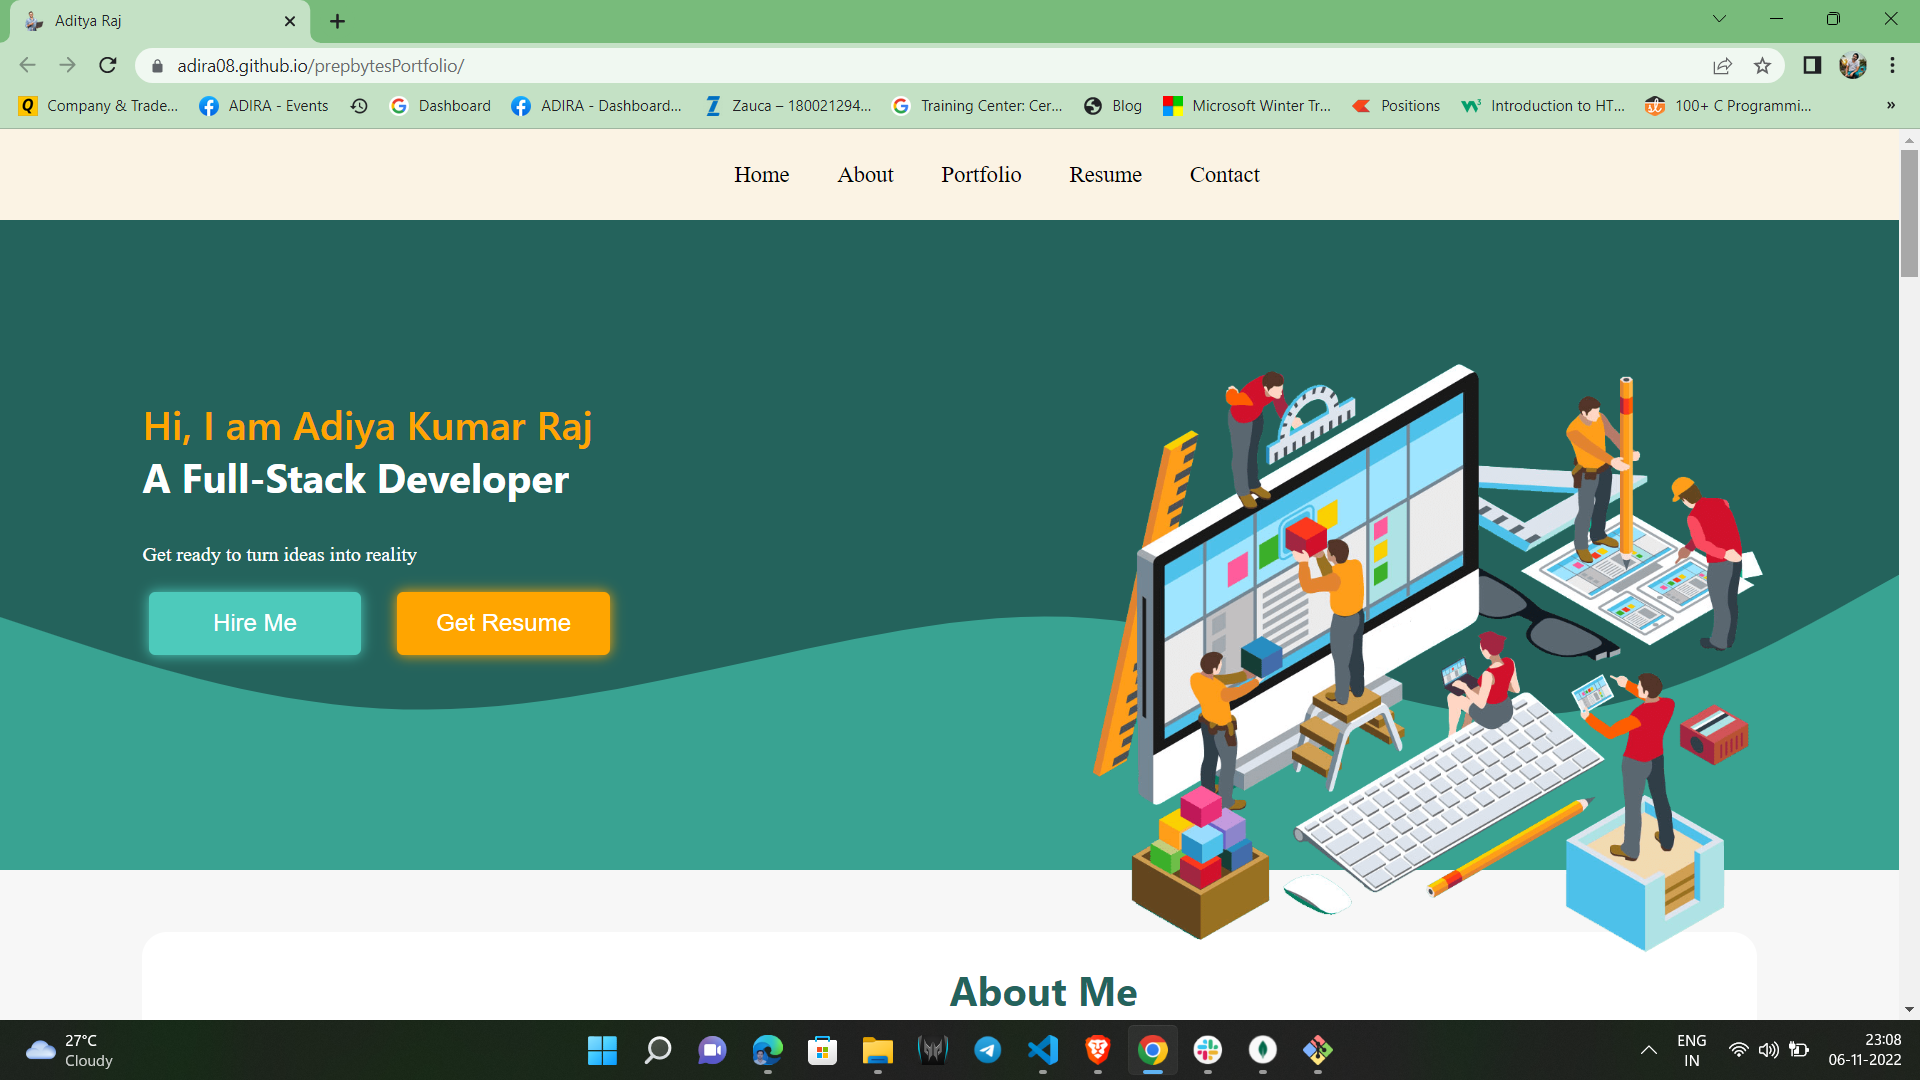 Aditya Raj
adira08.github.io/prepbytesPortfolio/
Company & Trade...
ADIRA - Events
Dashboard
ADIRA - Dashboard...
Zauca – 180021294...
Training Center: Cer...
Blog
Microsoft Winter Tr...
Positions
Introduction to HT...
100+ C Programmi...
»
Home
About
Portfolio
Resume
Contact
Hi, I am Adiya Kumar Raj
A Full-Stack Developer
Get ready to turn ideas into reality
Hire Me
Get Resume
About Me
27°C
Cloudy
ENG
IN
23:08
06-11-2022